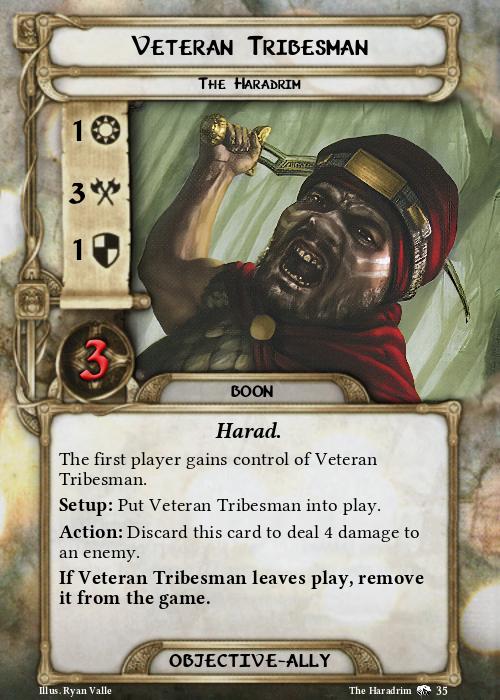 Veteran Tribesman
The Haradrim
1
3
1
3
BOON
Harad.
The first player gains control of Veteran
Tribesman.
Setup: Put Veteran Tribesman into play.
Action: Discard this card to deal 4 damage to
an enemy.
If Veteran Tribesman leaves play, remove
it from the game.
OBJECTIVE-ALLY
Illus. Ryan Valle The Haradrim 35